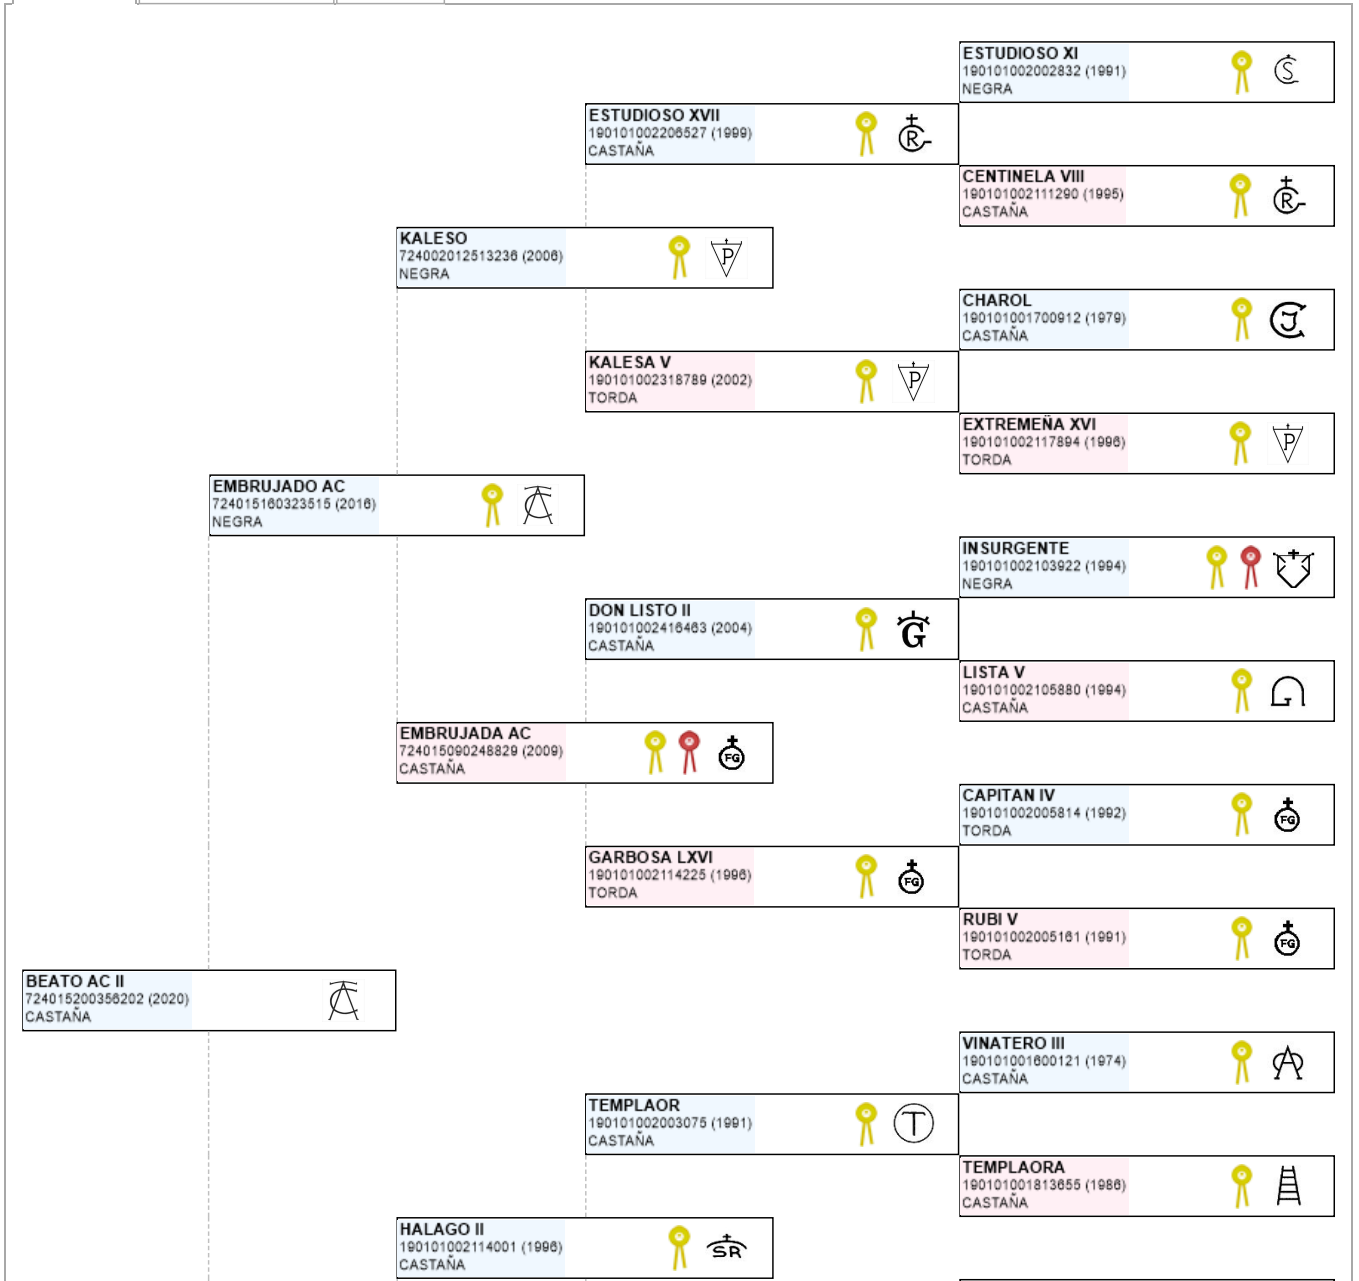 ESTUDIOSO XI
190101002002832 (1991)
NEGRA
ESTUDIOSO XVII
190101002206527 (1999)
CASTAÑA
CENTINELA VIII
190101002111290 (1995)
CASTAÑA
KALESO
724002012513236 (2006)
NEGRA
CHAROL
190101001700912 (1979)
CASTAÑA
KALESA V
190101002318789 (2002)
TORDA
EXTREMEÑA XVI
190101002117894 (1996)
TORDA
EMBRUJADO AC
724015160323515 (2016)
NEGRA
INSURGENTE
190101002103922 (1994)
NEGRA
DON LISTO II
190101002416463 (2004)
CASTAÑA
LISTA V
190101002105880 (1994)
CASTAÑA
EMBRUJADA AC
724015090248829 (2009)
CASTAÑA
CAPITAN IV
190101002005814 (1992)
TORDA
GARBOSA LXVI
190101002114225 (1996)
TORDA
RUBI V
190101002005161 (1991)
TORDA
BEATO AC II
724015200356202 (2020)
CASTAÑA
VINATERO III
190101001600121 (1974)
CASTAÑA
TEMPLAOR
190101002003075 (1991)
CASTAÑA
TEMPLAORA
190101001813655 (1986)
CASTAÑA
HALAGO II
190101002114001 (1996)
CASTAÑA